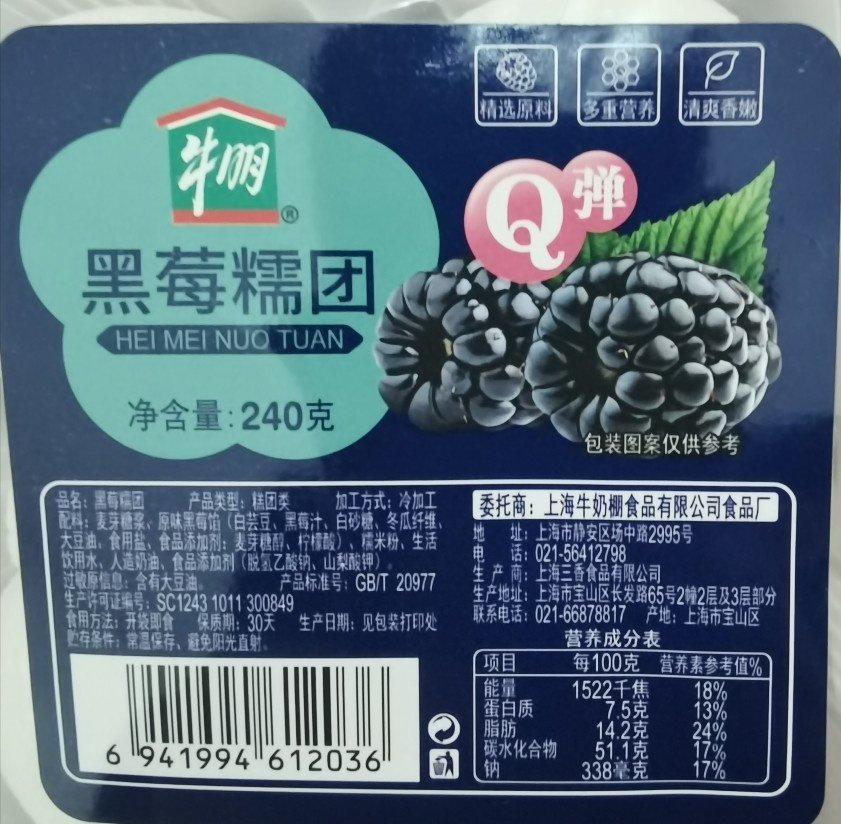 精选原料 多重营养 清爽香嫩
牛朋®
Q弹
黑莓糯团
HEI MEI NUO TUAN
净含量:240克
包装图案仅供参考
品名: 黑莓糯团 产品类型: 糕团类 加工方式: 冷加工
配料: 麦芽糖浆、原味黑莓馅（白芸豆、黑莓汁、白砂糖、冬瓜纤维、
大豆油、食用盐、食品添加剂: 麦芽糖醇、柠檬酸）、糯米粉、生活
饮用水、人造奶油、食品添加剂（脱氢乙酸钠、山梨酸钾）。
过敏原信息: 含有大豆油 产品标准号: GB/T 20977
生产许可证编号: SC1243 1011 300849
食用方法: 开袋即食 保质期: 30天 生产日期: 见包装打印处
贮存条件: 常温保存、避免阳光直射。
6 941994 612036
委托商: 上海牛奶棚食品有限公司食品厂
地 址: 上海市静安区场中路2995号
电 话: 021-56412798
生 产 商: 上海三香食品有限公司
生产地址: 上海市宝山区长发路65号2幢2层及3层部分
联系电话: 021-66878817 产地: 上海市宝山区
营养成分表
项目 每100克 营养素参考值%
能量 1522千焦 18%
蛋白质 7.5克 13%
脂肪 14.2克 24%
碳水化合物 51.1克 17%
钠 338毫克 17%